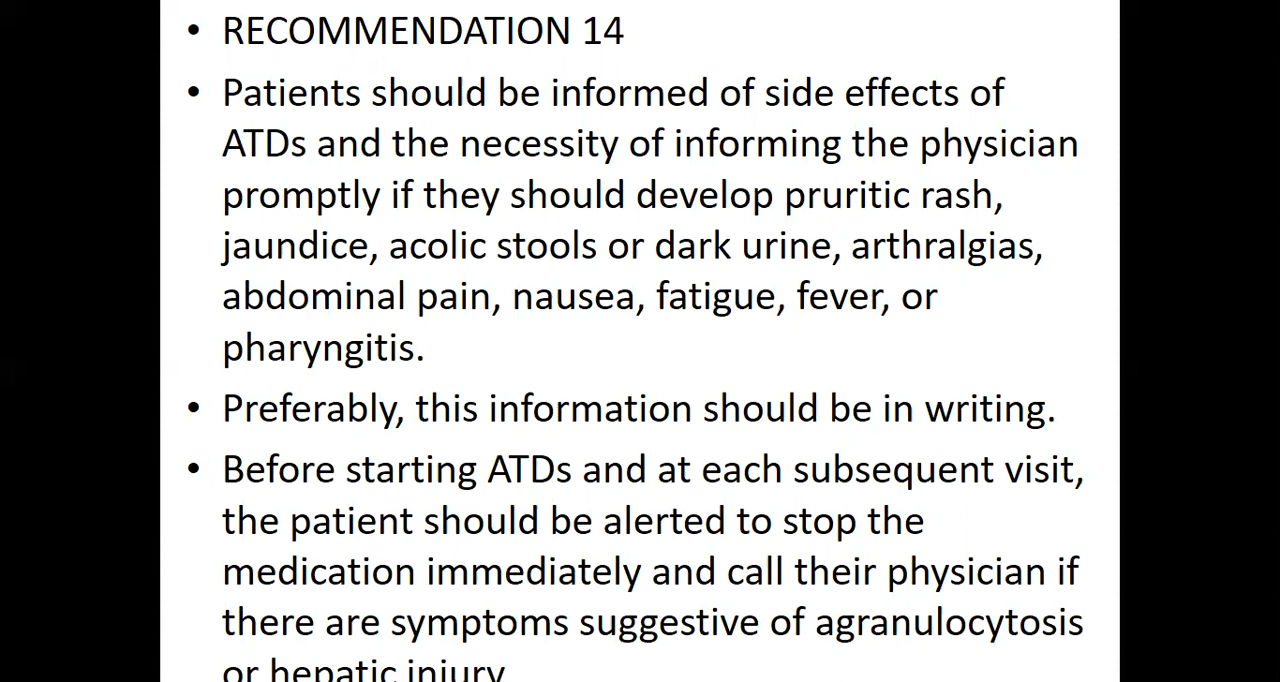 • RECOMMENDATION 14
• Patients should be informed of side effects of
ATDs and the necessity of informing the physician
promptly if they should develop pruritic rash,
jaundice, acolic stools or dark urine, arthralgias,
abdominal pain, nausea, fatigue, fever, or
pharyngitis.
• Preferably, this information should be in writing.
• Before starting ATDs and at each subsequent visit,
the patient should be alerted to stop the
medication immediately and call their physician if
there are symptoms suggestive of agranulocytosis
or hepatic injury